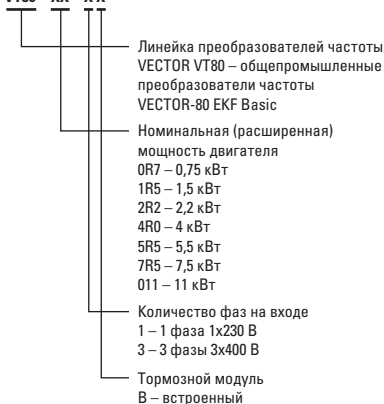 Линейка преобразователей частоты
VECTOR VT80 – общепромышленные
преобразователи частоты
VECTOR-80 EKF Basic
Номинальная (расширенная)
мощность двигателя
0R7 – 0,75 кВт
1R5 – 1,5 кВт
2R2 – 2,2 кВт
4R0 – 4 кВт
5R5 – 5,5 кВт
7R5 – 7,5 кВт
011 – 11 кВт
Количество фаз на входе
1 – 1 фаза 1x230 В
3 – 3 фазы 3x400 В
Тормозной модуль
В – встроенный